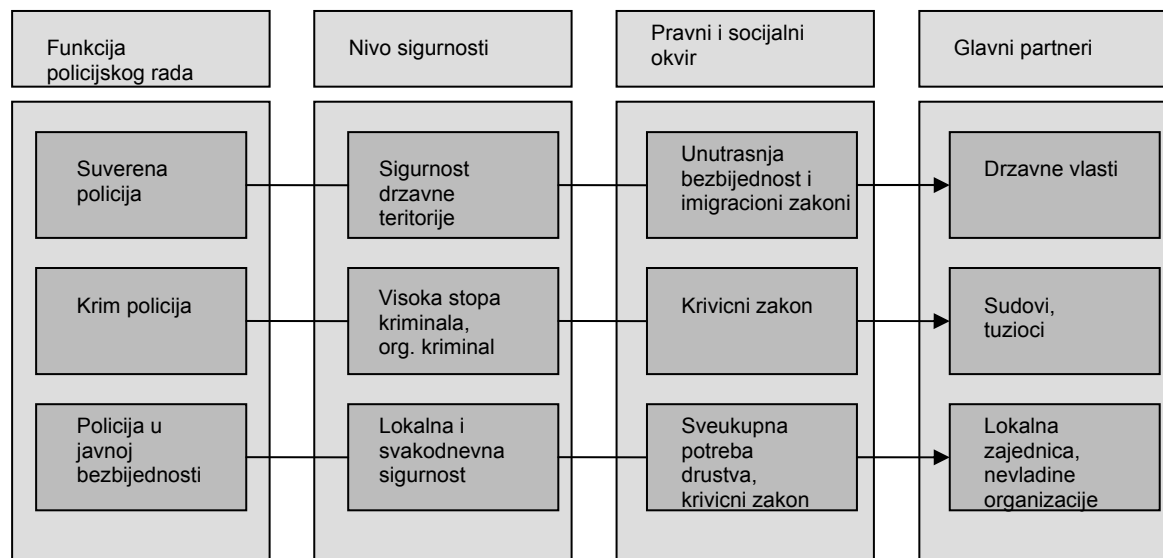 Funkcija
policijskog rada
Nivo sigurnosti
Pravni i socijalni
okvir
Glavni partneri
Suverena
policija
Sigurnost
drzavne
teritorije
Unutrasnja
bezbijednost i
imigracioni zakoni
Drzavne vlasti
Krim policija
Visoka stopa
kriminala,
org. kriminal
Krivicni zakon
Sudovi,
tuzioci
Policija u
javnoj
bezbijednosti
Lokalna i
svakodnevna
sigurnost
Sveukupna
potreba
drustva,
krivicni zakon
Lokalna
zajednica,
nevladine
organizacije